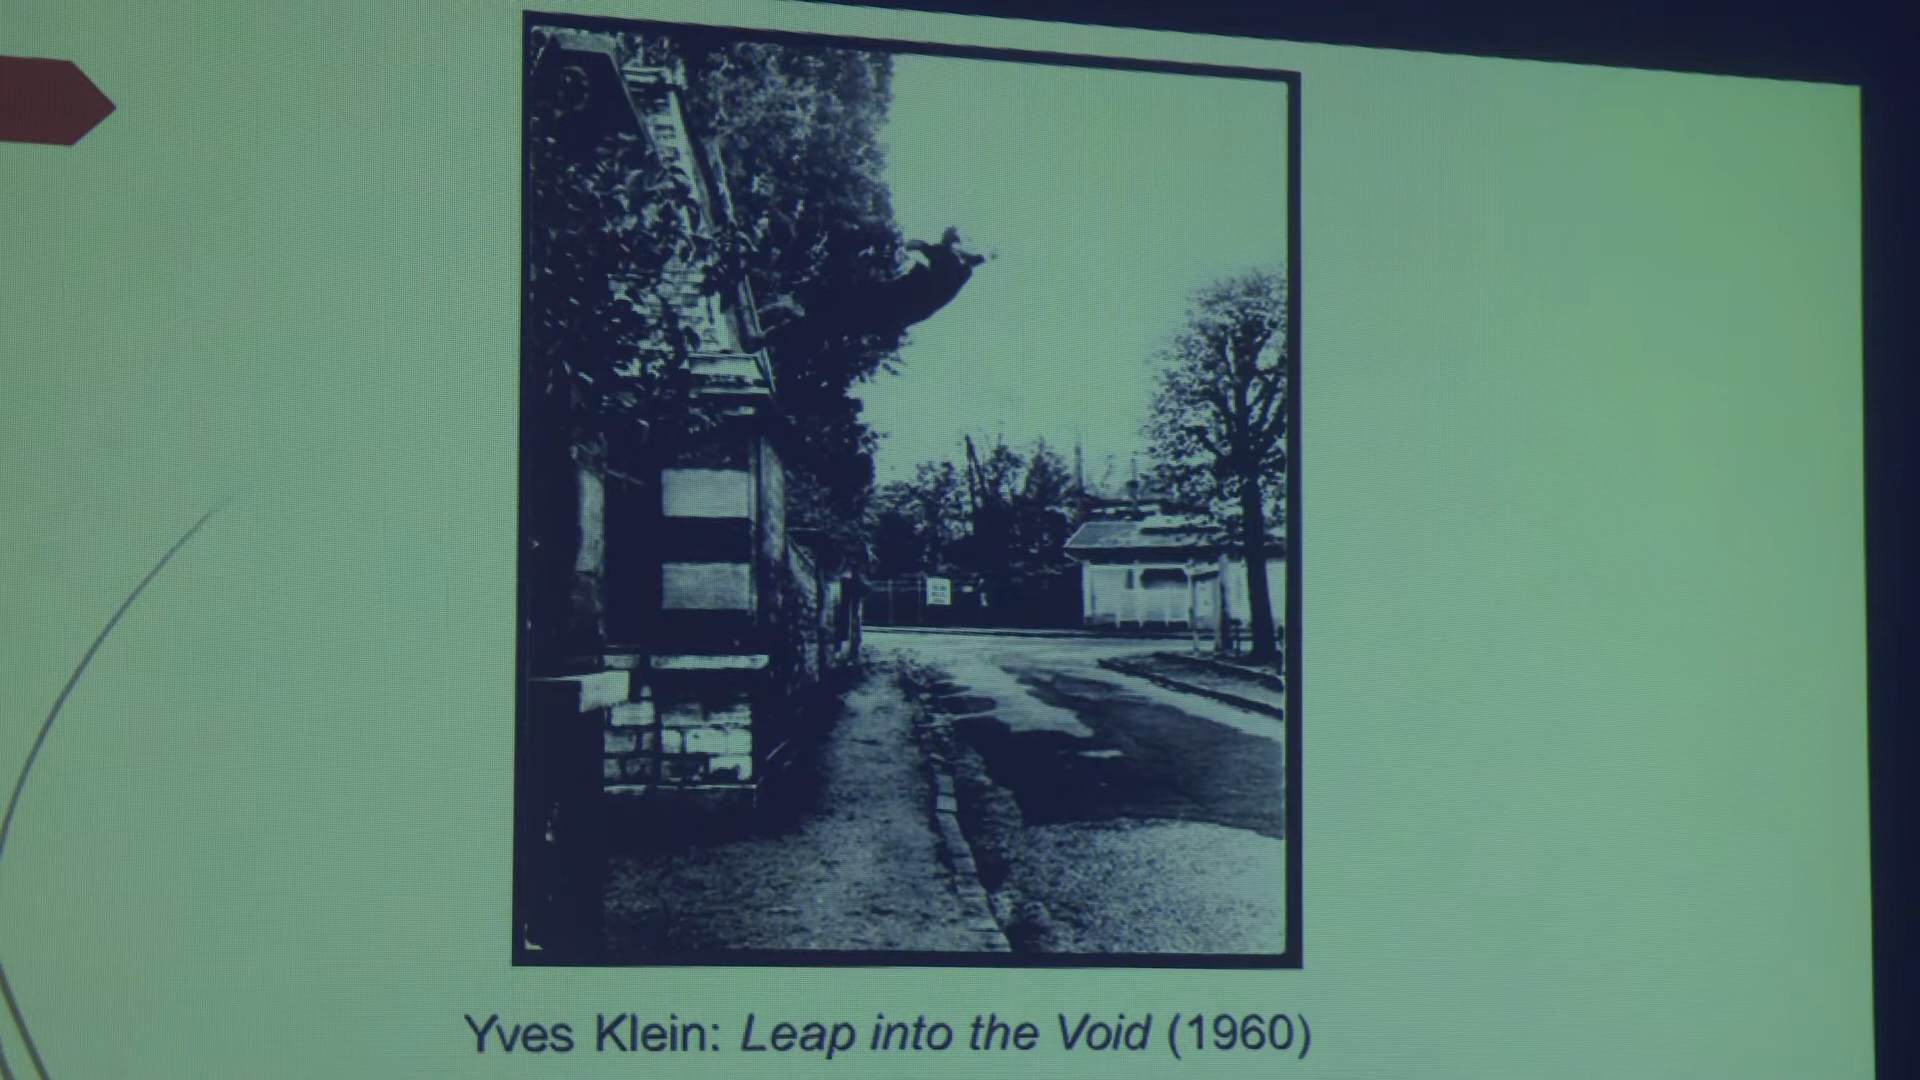 Yves Klein: Leap into the Void (1960)